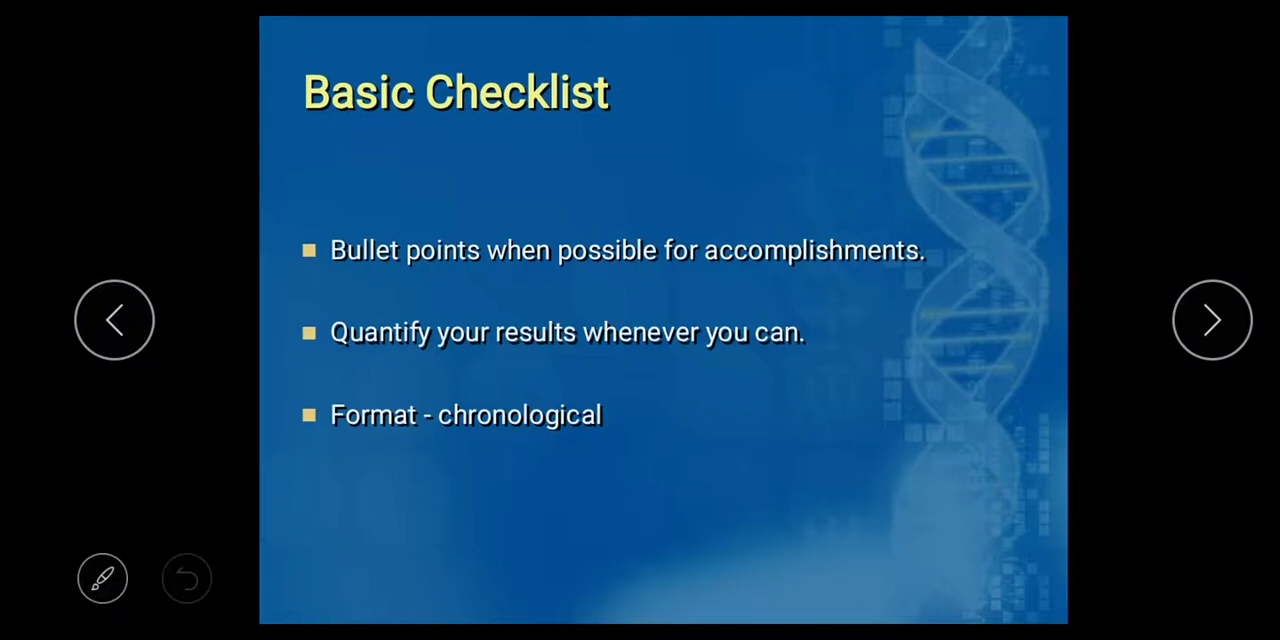 Basic Checklist
Bullet points when possible for accomplishments.
Quantify your results whenever you can.
Format - chronological